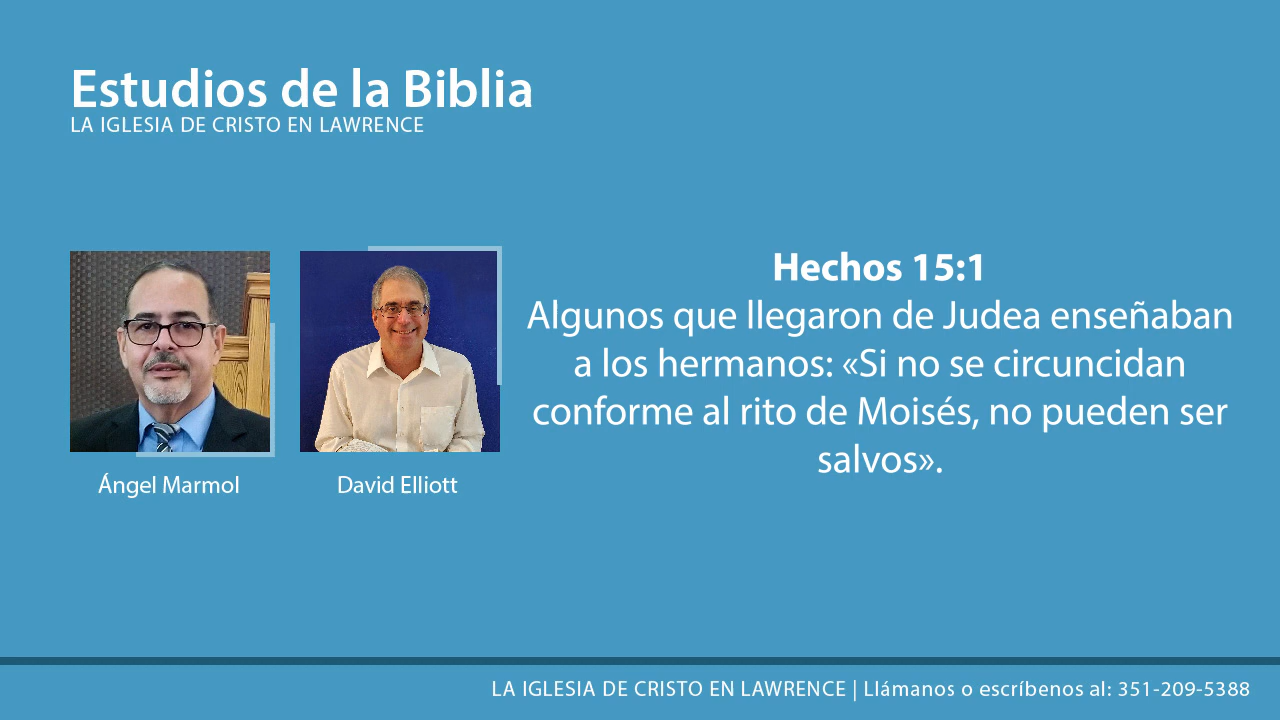 Estudios de la Biblia
LA IGLESIA DE CRISTO EN LAWRENCE
Hechos 15:1
Algunos que llegaron de Judea enseñaban
a los hermanos: «Si no se circuncidan
conforme al rito de Moisés, no pueden ser
salvos».
Ángel Marmol
David Elliott
LA IGLESIA DE CRISTO EN LAWRENCE | Llámanos o escríbenos al: 351-209-5388